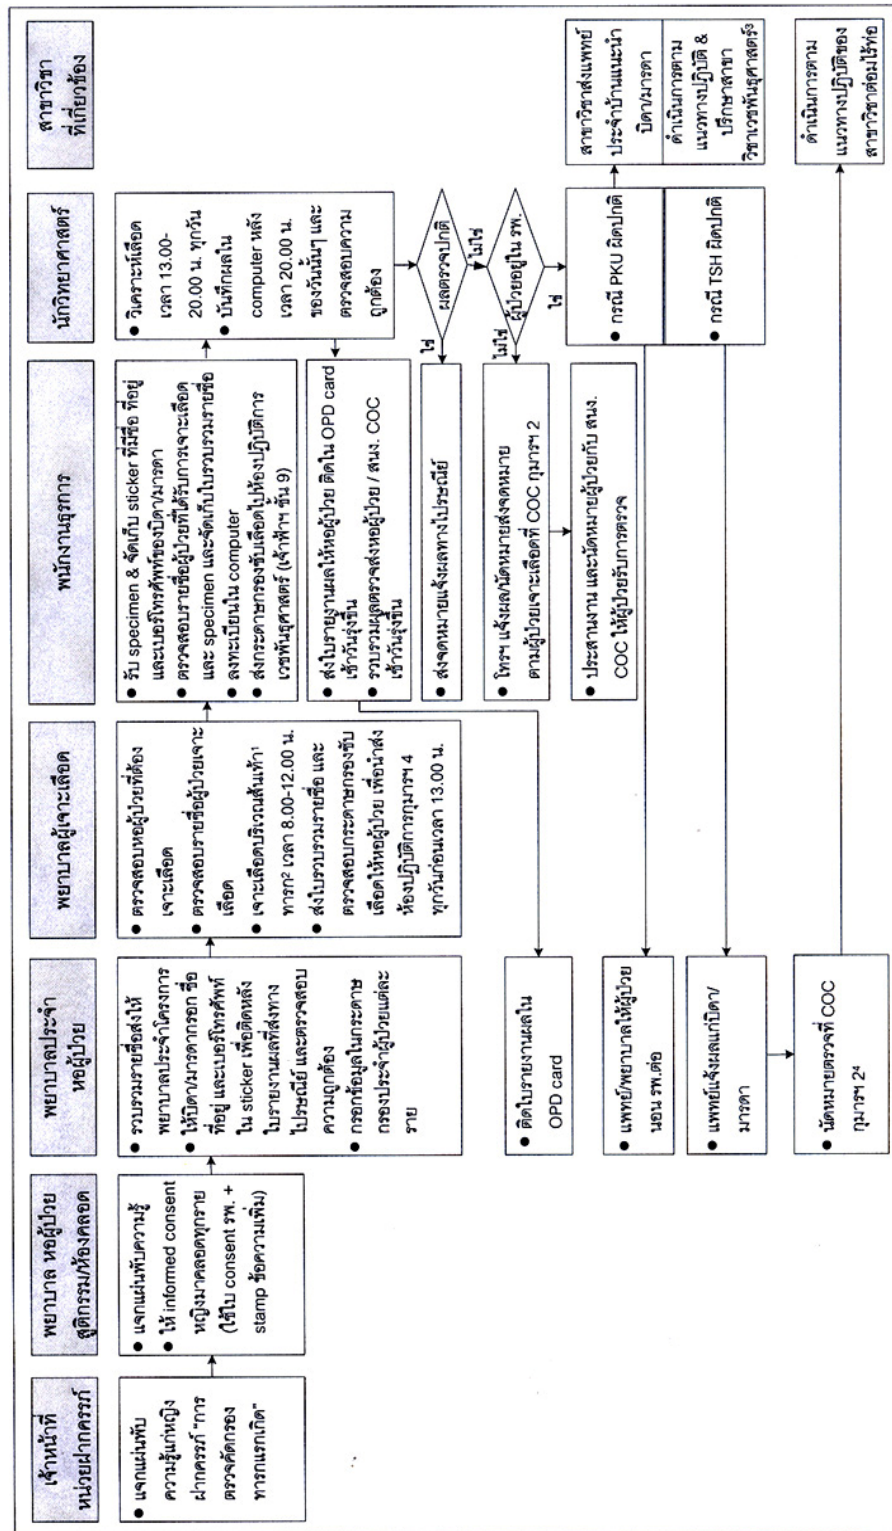 เจ้าหน้าที่
หน่วยฝากครรภ์
พยาบาล หอผู้ป่วย
สูติกรรม/ห้องคลอด
พยาบาลประจำ
หอผู้ป่วย
พยาบาลผู้เจาะเลือด
พนักงานธุรการ
นักวิทยาศาสตร์
สาขาวิชา
ที่เกี่ยวข้อง
● แจกแผ่นพับ
ความรู้แก่หญิง
ฝากครรภ์ "การ
ตรวจคัดกรอง
ทารกแรกเกิด"
● แจกแผ่นพับความรู้
● ให้ informed consent
หญิงมาคลอดทุกราย
(ใช้ใบ consent รพ. +
stamp ข้อความเพิ่ม)
● รวบรวมรายชื่อส่งให้
พยาบาลประจำโครงการ
● ให้บิดา/มารดากรอก ชื่อ
ที่อยู่ และเบอร์โทรศัพท์
ใน sticker เพื่อติดหลัง
ใบรายงานผลที่ส่งทาง
ไปรษณีย์ และตรวจสอบ
ความถูกต้อง
● กรอกข้อมูลในกระดาษ
กรองประจำผู้ป่วยแต่ละ
ราย
● ตรวจสอบหอผู้ป่วยที่ต้อง
เจาะเลือด
● ตรวจสอบรายชื่อผู้ป่วยเจาะ
เลือด
● เจาะเลือดบริเวณส้นเท้า¹
ทารก² เวลา 8.00-12.00 น.
● ส่งใบรวบรวมรายชื่อ และ
ตรวจสอบกระดาษกรองซับ
เลือดให้หอผู้ป่วย เพื่อนำส่ง
ห้องปฏิบัติการกุมารฯ 4
ทุกวันก่อนเวลา 13.00 น.
● รับ specimen & จัดเก็บ sticker ที่มีชื่อ ที่อยู่
และเบอร์โทรศัพท์ของบิดา/มารดา
● ตรวจสอบรายชื่อผู้ป่วยที่ได้รับการเจาะเลือด
และ specimen และจัดเก็บใบรวบรวมรายชื่อ
● ลงทะเบียนใน computer
● ส่งกระดาษกรองซับเลือดไปห้องปฏิบัติการ
เวชพันธุศาสตร์ (เจ้าฟ้าฯ ชั้น 9)
● วิเคราะห์เลือด
เวลา 13.00-
20.00 น. ทุกวัน
● บันทึกผลใน
computer หลัง
เวลา 20.00 น.
ของวันนั้นๆ และ
ตรวจสอบความ
ถูกต้อง
● ส่งใบรายงานผลให้หอผู้ป่วย ติดใน OPD card
เช้าวันรุ่งขึ้น
● รวบรวมผลตรวจส่งหอผู้ป่วย / สนง. COC
เช้าวันรุ่งขึ้น
● ติดใบรายงานผลใน
OPD card
ผลตรวจปกติ
ใช่
ไม่ใช่
● ส่งจดหมายแจ้งผลทางไปรษณีย์
ผู้ป่วยอยู่ใน รพ.
ไม่ใช่
ใช่
● โทรฯ แจ้งผล/นัดหมายส่งจดหมาย
ตามผู้ป่วยเจาะเลือดที่ COC กุมารฯ 2
● ประสานงาน และนัดหมายผู้ป่วยกับ สนง.
COC ให้ผู้ป่วยรับการตรวจ
● กรณี PKU ผิดปกติ
● กรณี TSH ผิดปกติ
สาขาวิชาส่งแพทย์
ประจำบ้านแนะนำ
บิดา/มารดา
ดำเนินการตาม
แนวทางปฏิบัติ &
ปรึกษาสาขา
วิชาเวชพันธุศาสตร์³
● แพทย์/พยาบาลให้ผู้ป่วย
นอน รพ.ต่อ
● แพทย์แจ้งผลแก่บิดา/
มารดา
● นัดหมายตรวจที่ COC
กุมารฯ 2⁴
ดำเนินการตาม
แนวทางปฏิบัติของ
สาขาวิชาต่อมไร้ท่อ